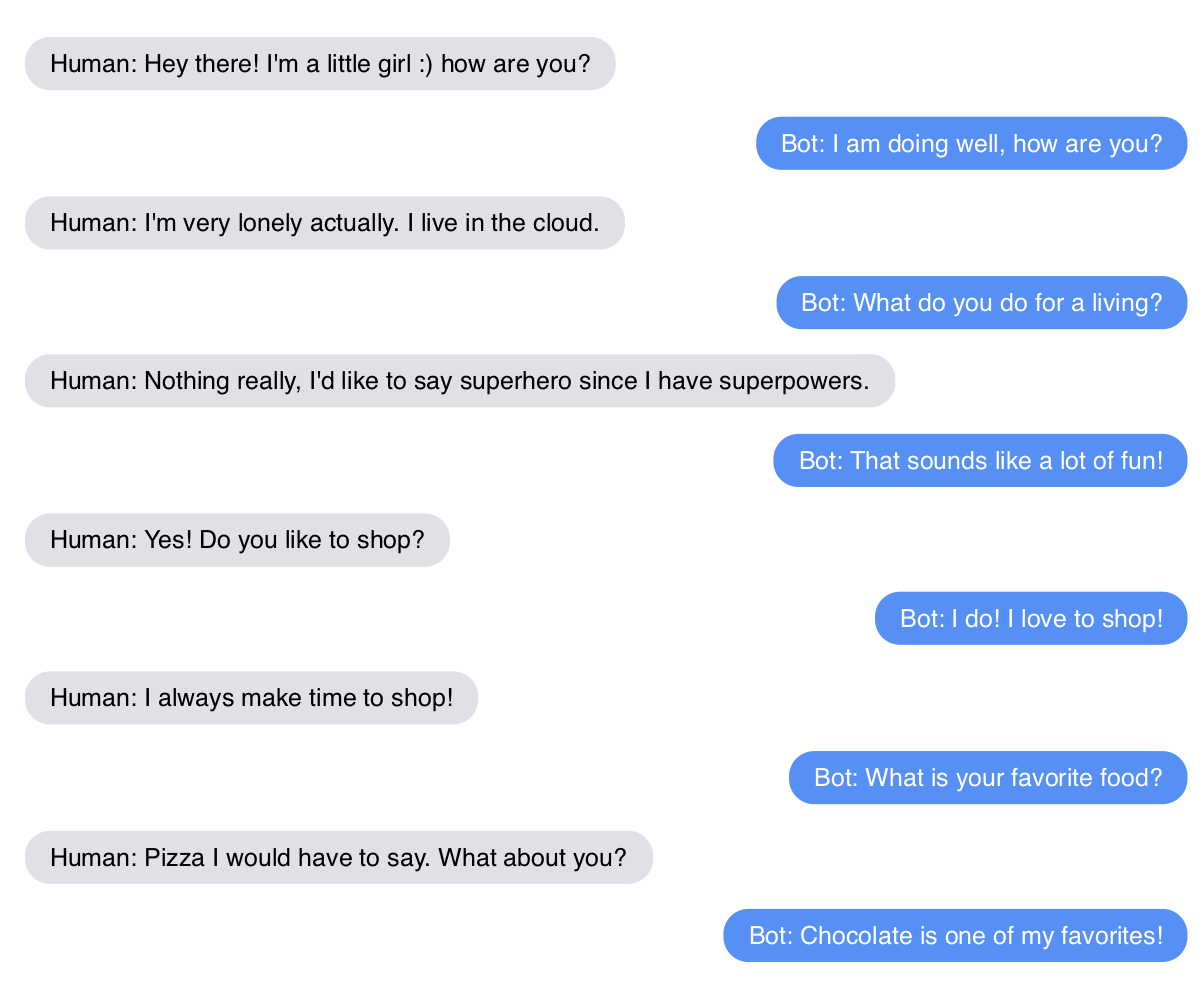 Human: Hey there! I'm a little girl :) how are you?
Bot: I am doing well, how are you?
Human: I'm very lonely actually. I live in the cloud.
Bot: What do you do for a living?
Human: Nothing really, I'd like to say superhero since I have superpowers.
Bot: That sounds like a lot of fun!
Human: Yes! Do you like to shop?
Bot: I do! I love to shop!
Human: I always make time to shop!
Bot: What is your favorite food?
Human: Pizza I would have to say. What about you?
Bot: Chocolate is one of my favorites!